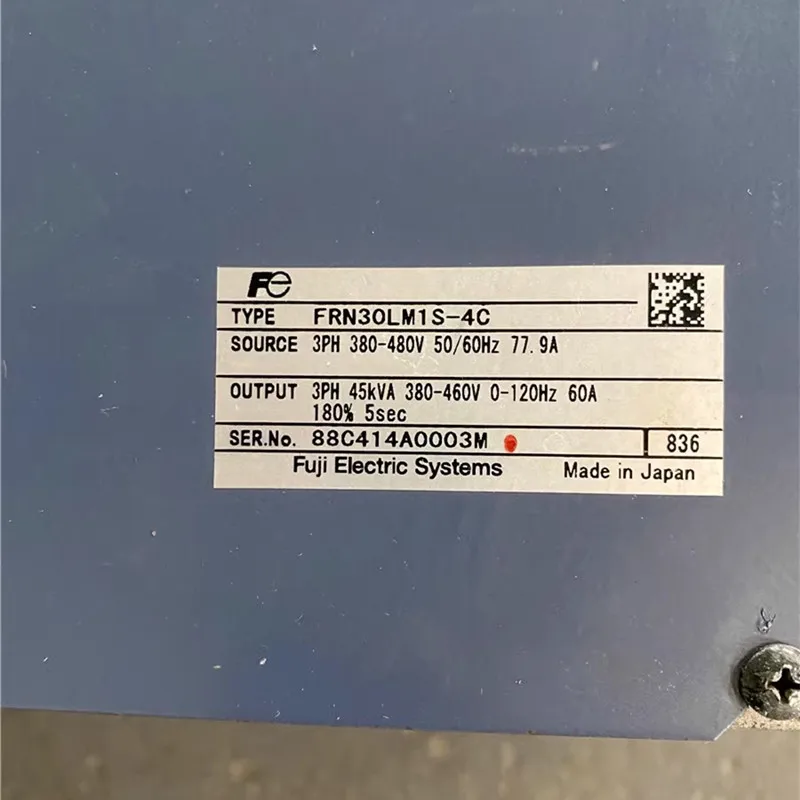 Fe
TYPE FRN30LM1S-4C
SOURCE 3PH 380-480V 50/60Hz 77.9A
OUTPUT 3PH 45kVA 380-460V 0-120Hz 60A
180% 5sec
SER.No. 88C414A0003M 836
Fuji Electric Systems Made in Japan